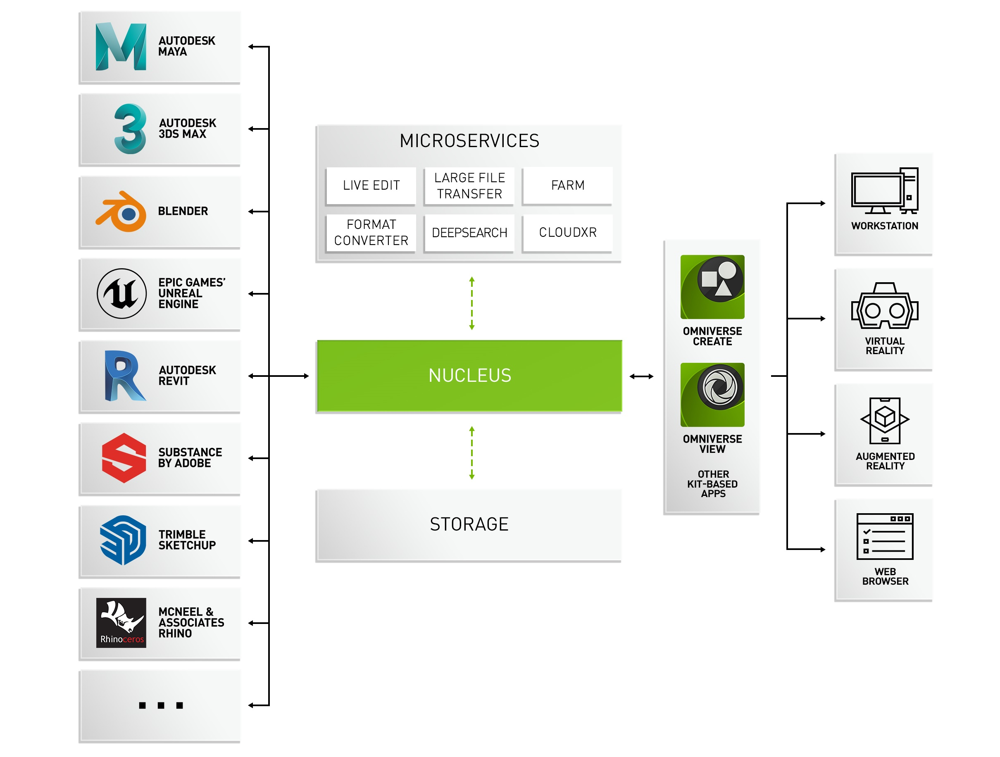 AUTODESK
MAYA
AUTODESK
3DS MAX
BLENDER
EPIC GAMES’
UNREAL
ENGINE
AUTODESK
REVIT
SUBSTANCE
BY ADOBE
TRIMBLE
SKETCHUP
Rhinoceros
MCNEEL &
ASSOCIATES
RHINO
...
MICROSERVICES
LIVE EDIT
LARGE FILE
TRANSFER
FARM
FORMAT
CONVERTER
DEEPSEARCH
CLOUDXR
NUCLEUS
STORAGE
OMNIVERSE
CREATE
OMNIVERSE
VIEW
OTHER
KIT-BASED
APPS
WORKSTATION
VIRTUAL
REALITY
AUGMENTED
REALITY
WEB
BROWSER